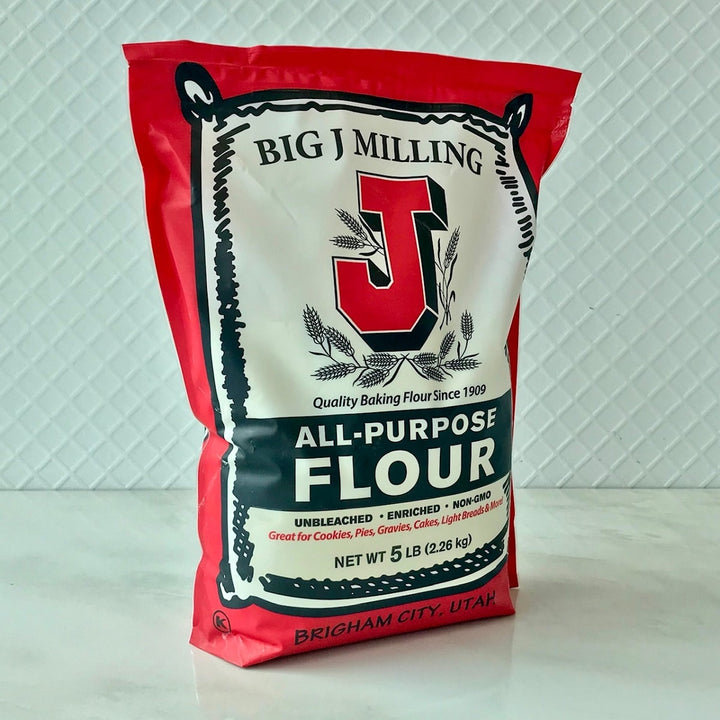 BIG J MILLING
J
Quality Baking Flour Since 1909
ALL-PURPOSE
FLOUR
UNBLEACHED • ENRICHED • NON-GMO
Great for Cookies, Pies, Gravies, Cakes, Light Breads & More!
NET WT 5 LB (2.26 kg)
BRIGHAM CITY, UTAH
K